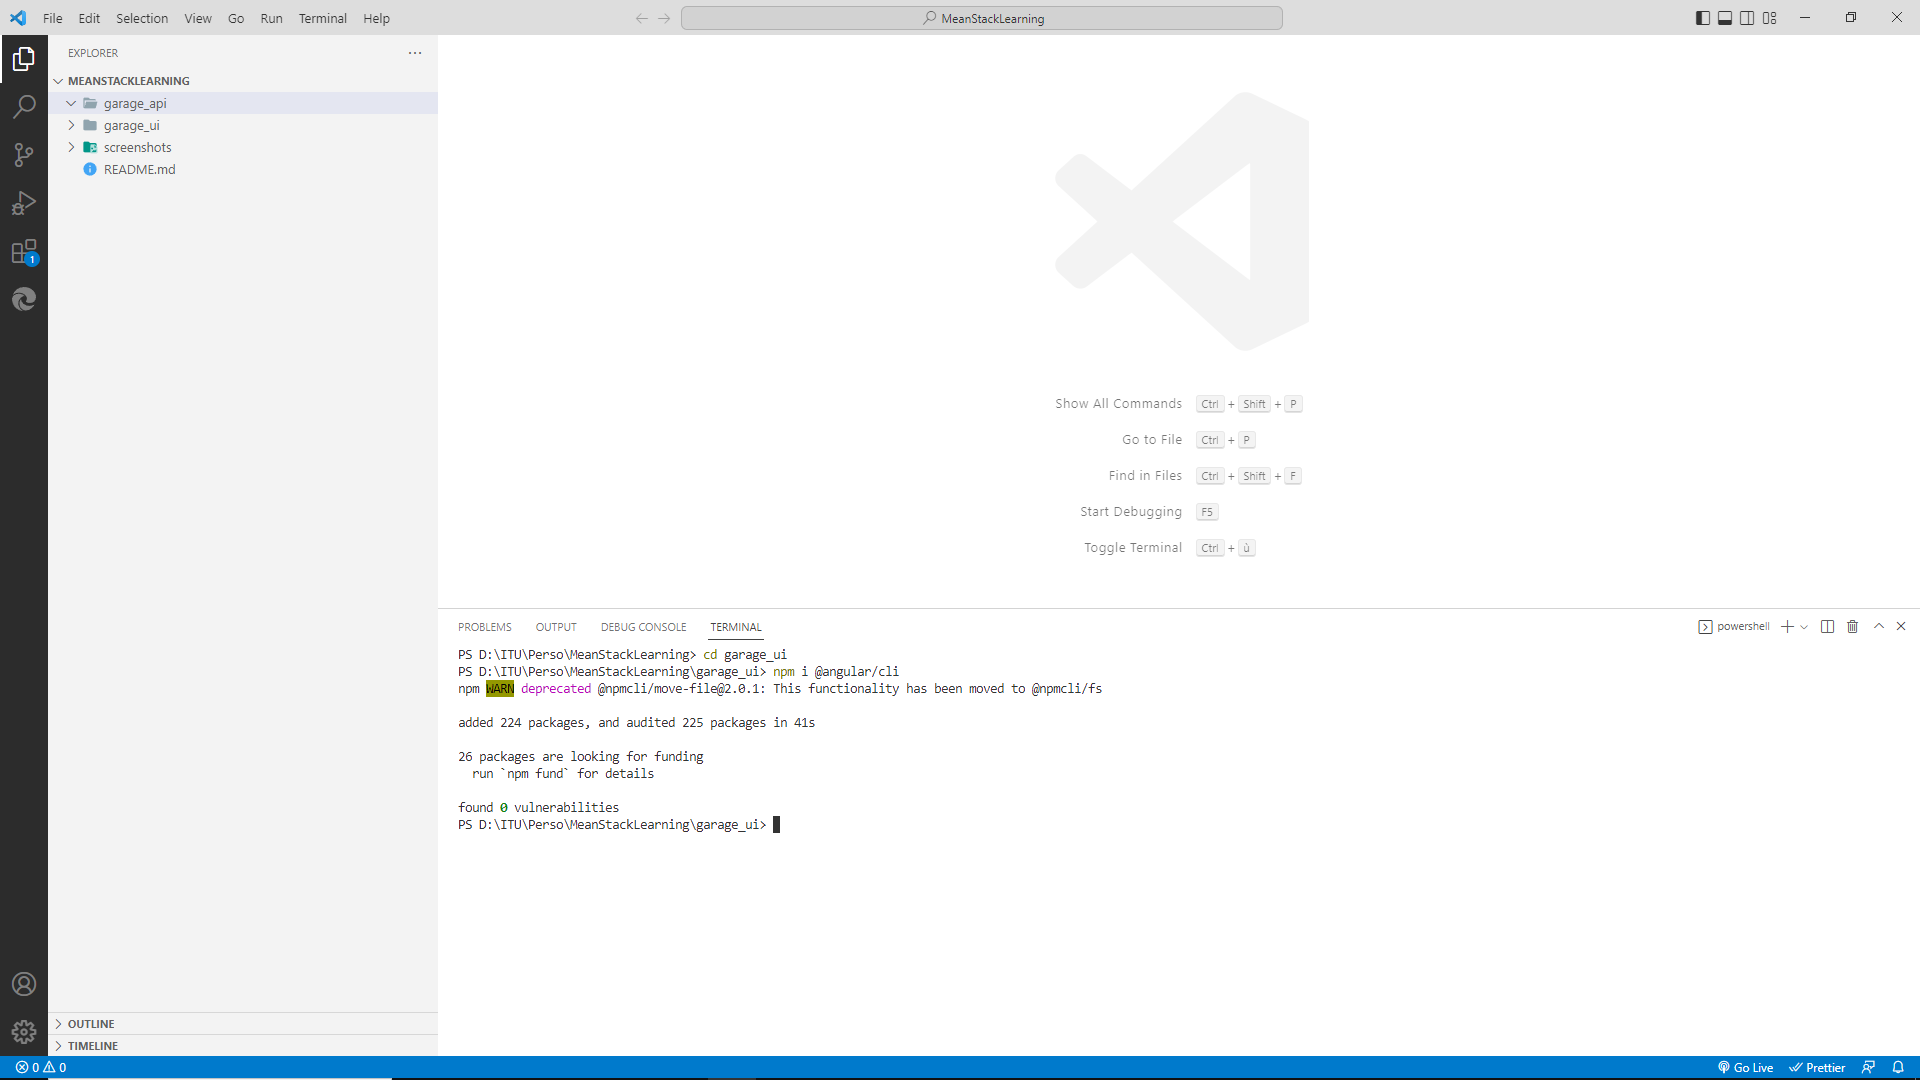 File Edit Selection View Go Run Terminal Help
MeanStackLearning
EXPLORER
MEANSTACKLEARNING
garage_api
garage_ui
screenshots
README.md
1
Show All Commands Ctrl + Shift + P
Go to File Ctrl + P
Find in Files Ctrl + Shift + F
Start Debugging F5
Toggle Terminal Ctrl + ù
PROBLEMS OUTPUT DEBUG CONSOLE TERMINAL
powershell
PS D:\ITU\Perso\MeanStackLearning> cd garage_ui
PS D:\ITU\Perso\MeanStackLearning\garage_ui> npm i @angular/cli
npm WARN deprecated @npmcli/move-file@2.0.1: This functionality has been moved to @npmcli/fs
added 224 packages, and audited 225 packages in 41s
26 packages are looking for funding
run `npm fund` for details
found 0 vulnerabilities
PS D:\ITU\Perso\MeanStackLearning\garage_ui>
OUTLINE
TIMELINE
0 0
Go Live Prettier